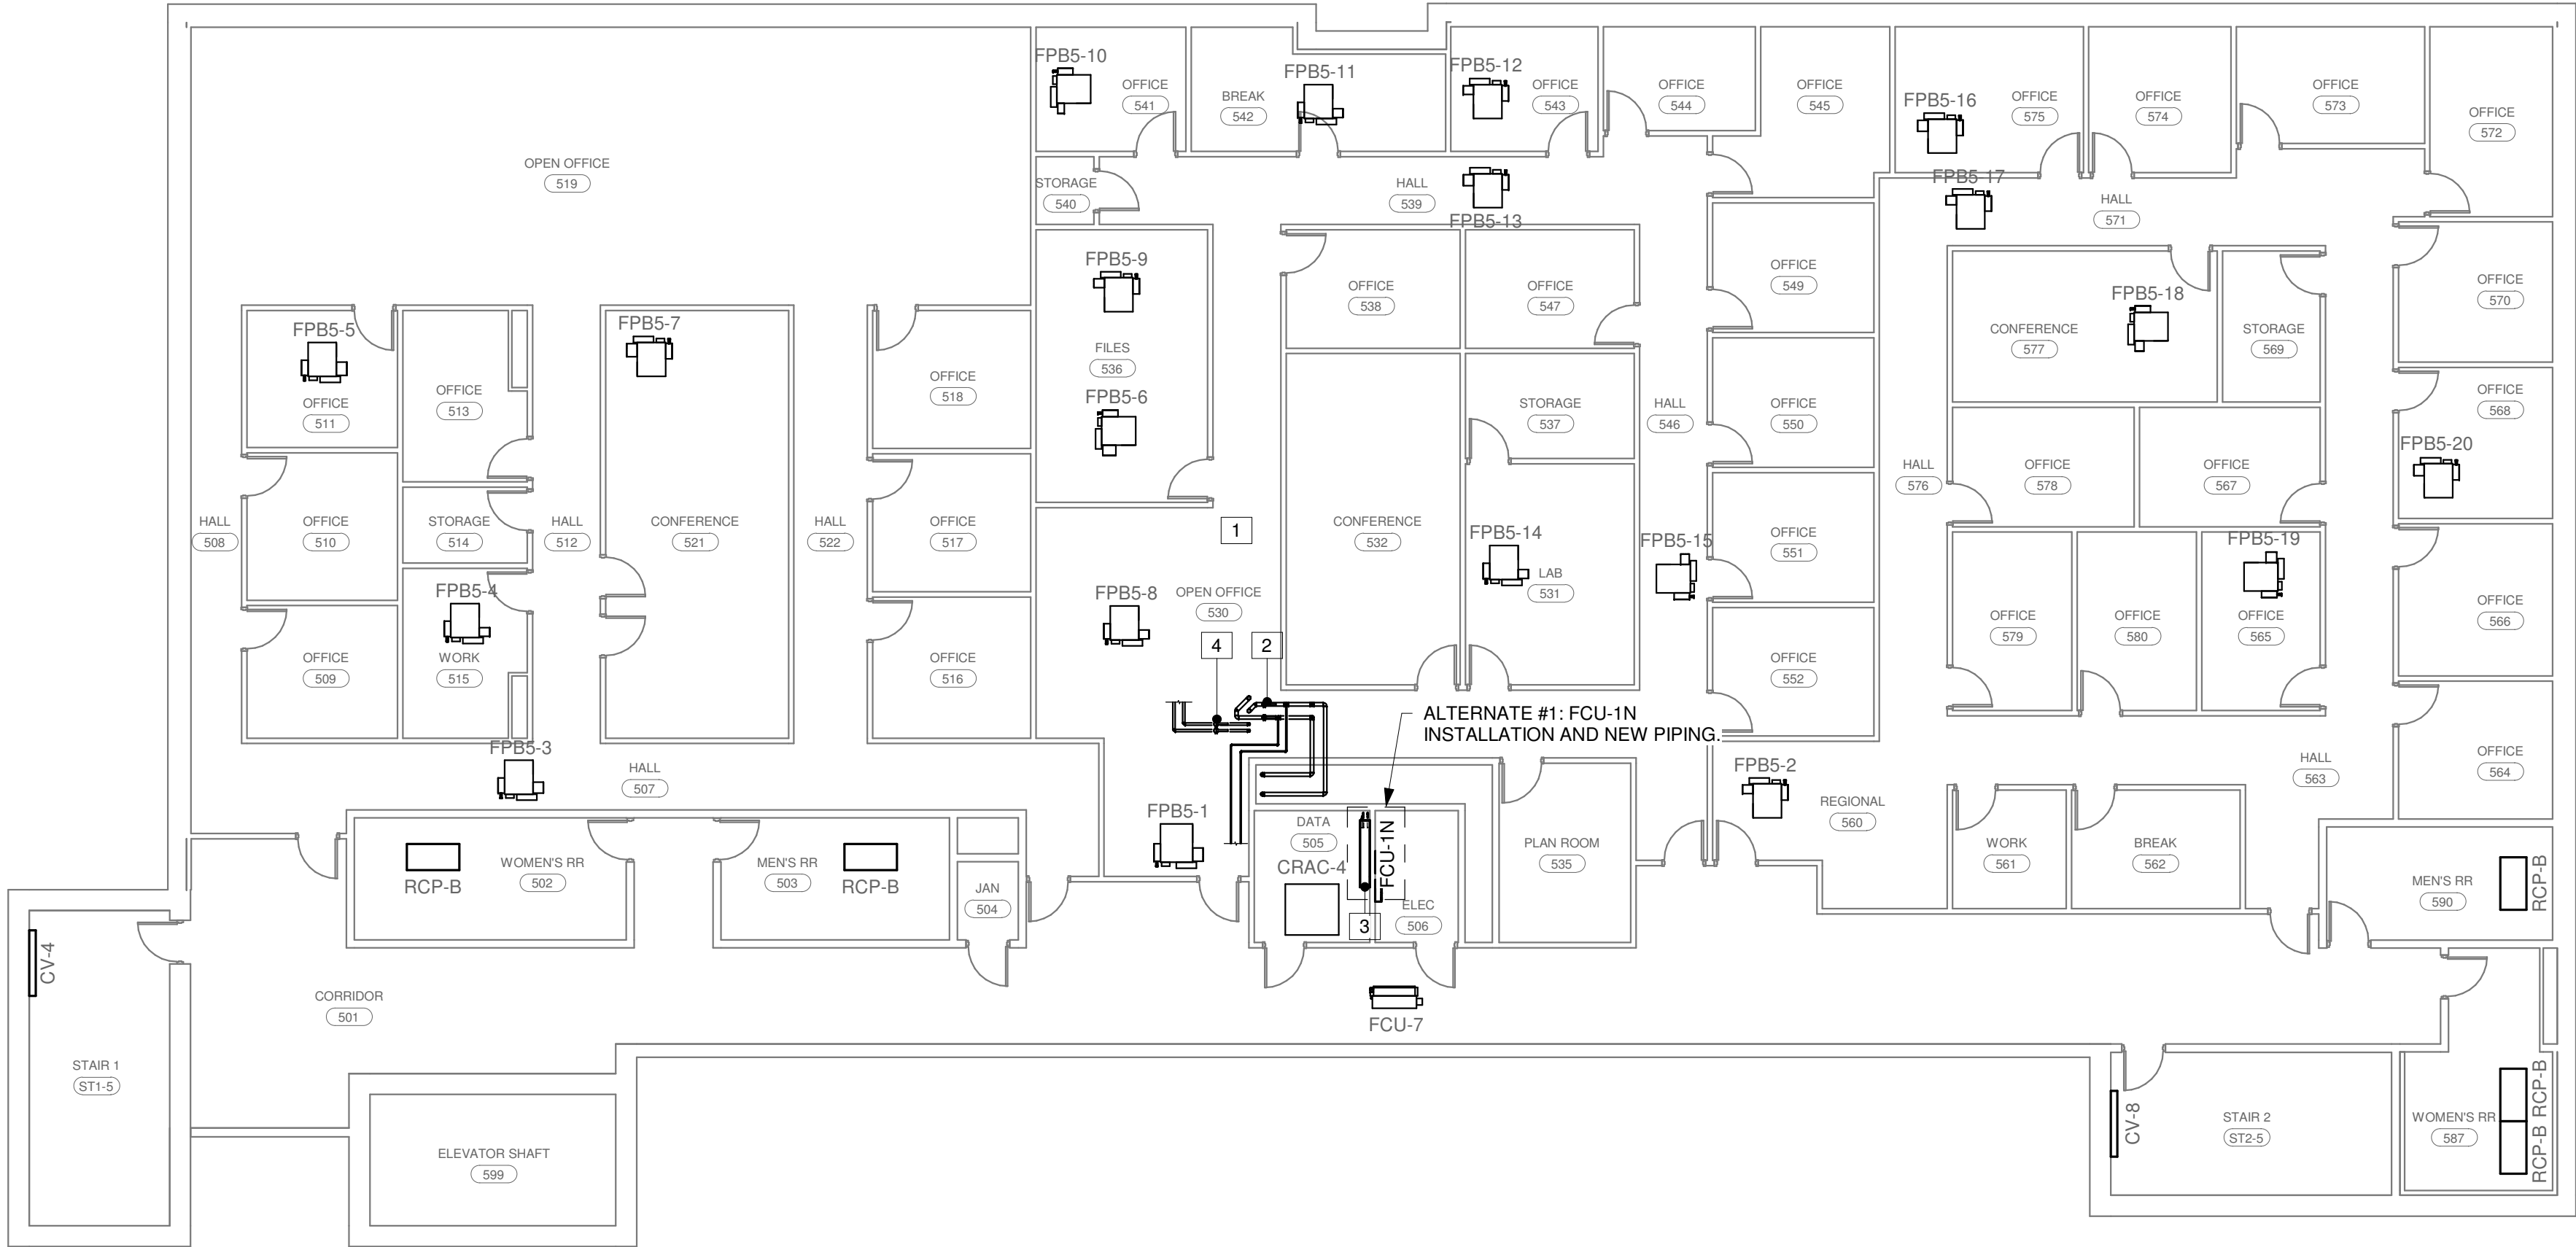 FPB5-10
OFFICE
541
BREAK
542
FPB5-11
FPB5-12
OFFICE
543
OFFICE
544
OFFICE
545
FPB5-16
OFFICE
575
OFFICE
574
OFFICE
573
OFFICE
572
OPEN OFFICE
519
STORAGE
540
HALL
539
FPB5-13
FPB5-17
HALL
571
FPB5-9
FILES
536
FPB5-6
OFFICE
538
OFFICE
547
OFFICE
549
CONFERENCE
577
FPB5-18
STORAGE
569
OFFICE
570
FPB5-5
OFFICE
511
OFFICE
513
FPB5-7
OFFICE
518
STORAGE
537
HALL
546
OFFICE
550
OFFICE
568
FPB5-20
HALL
576
OFFICE
578
OFFICE
567
HALL
508
OFFICE
510
STORAGE
514
HALL
512
CONFERENCE
521
HALL
522
OFFICE
517
1
CONFERENCE
532
FPB5-14
LAB
531
FPB5-15
OFFICE
551
FPB5-19
OFFICE
565
OFFICE
579
OFFICE
580
OFFICE
566
FPB5-4
WORK
515
OFFICE
509
OFFICE
516
FPB5-8
OPEN OFFICE
530
4
2
OFFICE
552
ALTERNATE #1: FCU-1N
INSTALLATION AND NEW PIPING.
FPB5-3
HALL
507
FPB5-2
REGIONAL
560
HALL
563
OFFICE
564
FPB5-1
DATA
505
CRAC-4
FCU-1N
3
ELEC
506
PLAN ROOM
535
WORK
561
BREAK
562
RCP-B
WOMEN'S RR
502
MEN'S RR
503
RCP-B
JAN
504
MEN'S RR
590
RCP-B
CV-4
CORRIDOR
501
FCU-7
STAIR 1
ST1-5
ELEVATOR SHAFT
599
CV-8
STAIR 2
ST2-5
WOMEN'S RR
587
RCP-B
RCP-B